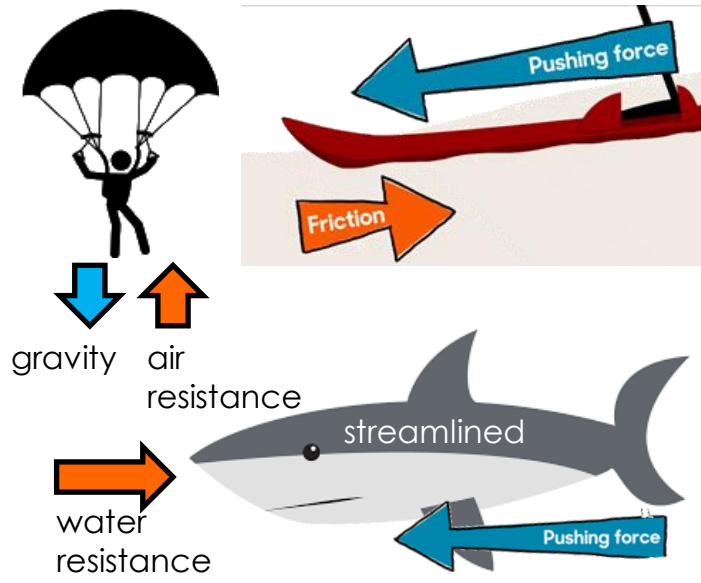 Pushing force
Friction
gravity
air
resistance
streamlined
water
resistance
Pushing force